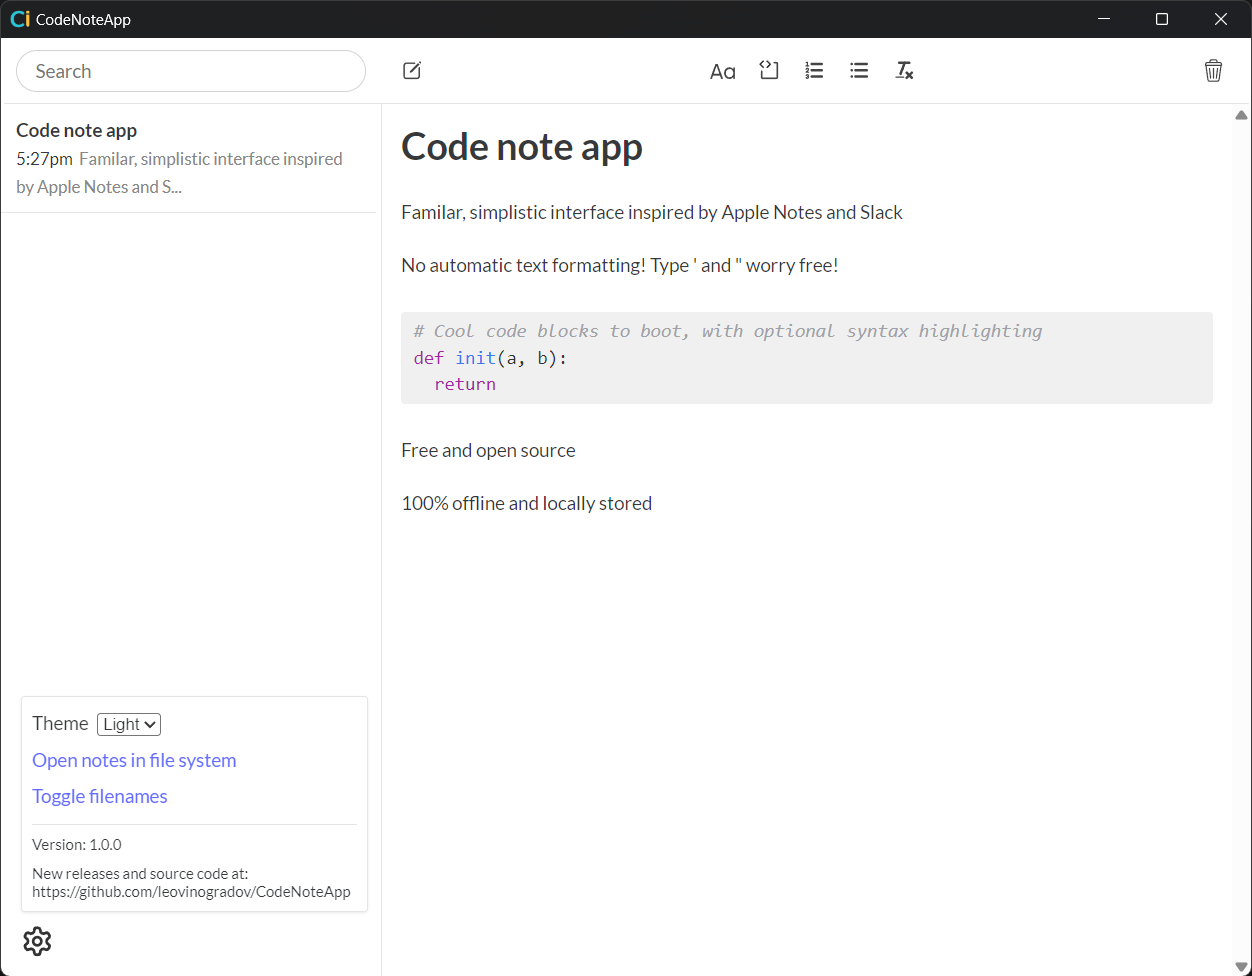 Ci CodeNoteApp
Search
Aa
Code note app
5:27pm Familar, simplistic interface inspired
by Apple Notes and S...
Code note app
Familar, simplistic interface inspired by Apple Notes and Slack
No automatic text formatting! Type ' and " worry free!
# Cool code blocks to boot, with optional syntax highlighting
def init(a, b):
  return
Free and open source
100% offline and locally stored
Theme Light
Open notes in file system
Toggle filenames
Version: 1.0.0
New releases and source code at:
https://github.com/leovinogradov/CodeNoteApp